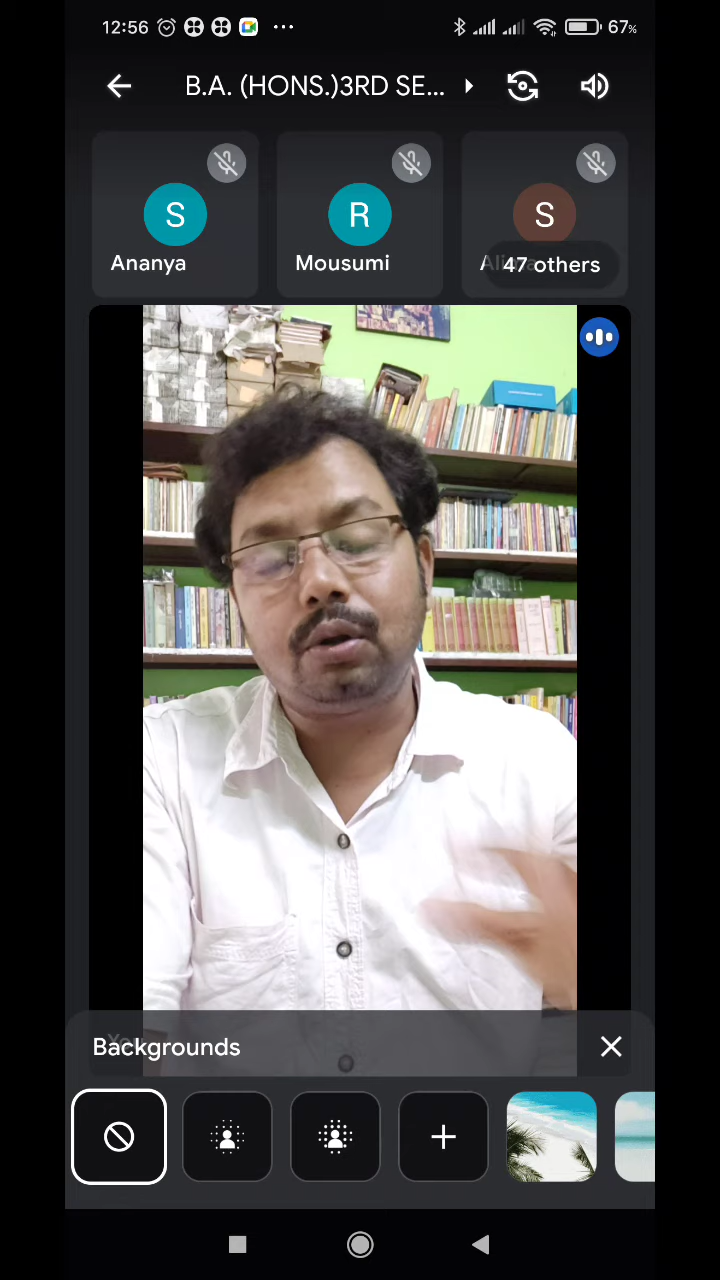 12:56 ... 67%
B.A. (HONS.)3RD SE...
S R S
Ananya Mousumi 47 others
Backgrounds